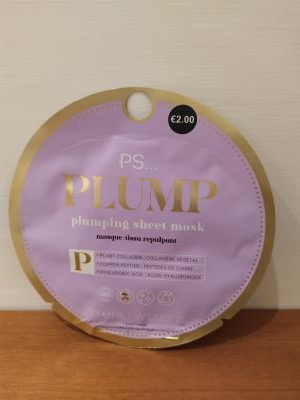 €2.00
PS...
PLUMP
plumping sheet mask
masque tissu repulpant
P
• PLANT COLLAGEN / COLLAGÈNE VÉGÉTAL
• COPPER PEPTIDE / PEPTIDES DE CUIVRE
• HYALURONIC ACID / ACIDE HYALURONIQUE